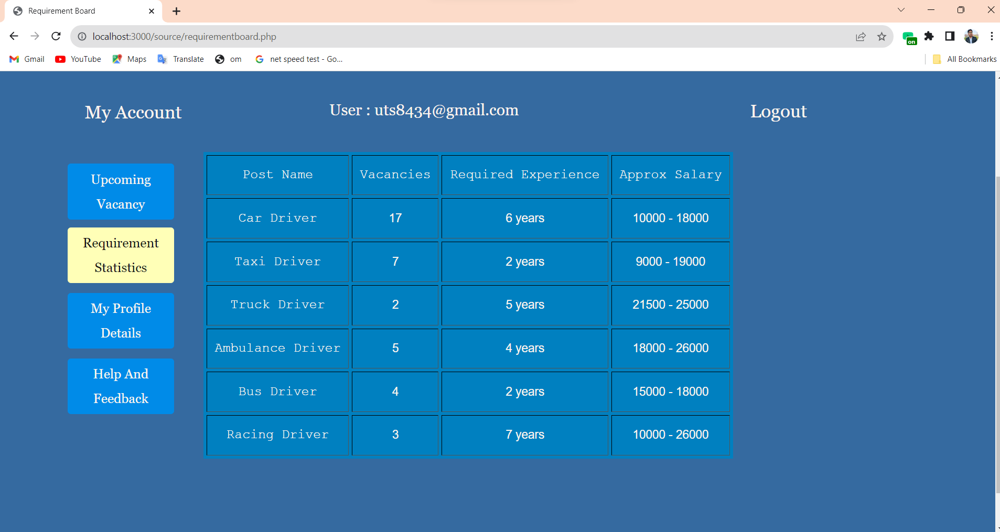 Requirement Board
localhost:3000/source/requirementboard.php
on
Gmail YouTube Maps Translate om net speed test - Go... All Bookmarks
My Account User : uts8434@gmail.com Logout
Upcoming
Vacancy
Requirement
Statistics
My Profile
Details
Help And
Feedback
Post Name Vacancies Required Experience Approx Salary
Car Driver 17 6 years 10000 - 18000
Taxi Driver 7 2 years 9000 - 19000
Truck Driver 2 5 years 21500 - 25000
Ambulance Driver 5 4 years 18000 - 26000
Bus Driver 4 2 years 15000 - 18000
Racing Driver 3 7 years 10000 - 26000